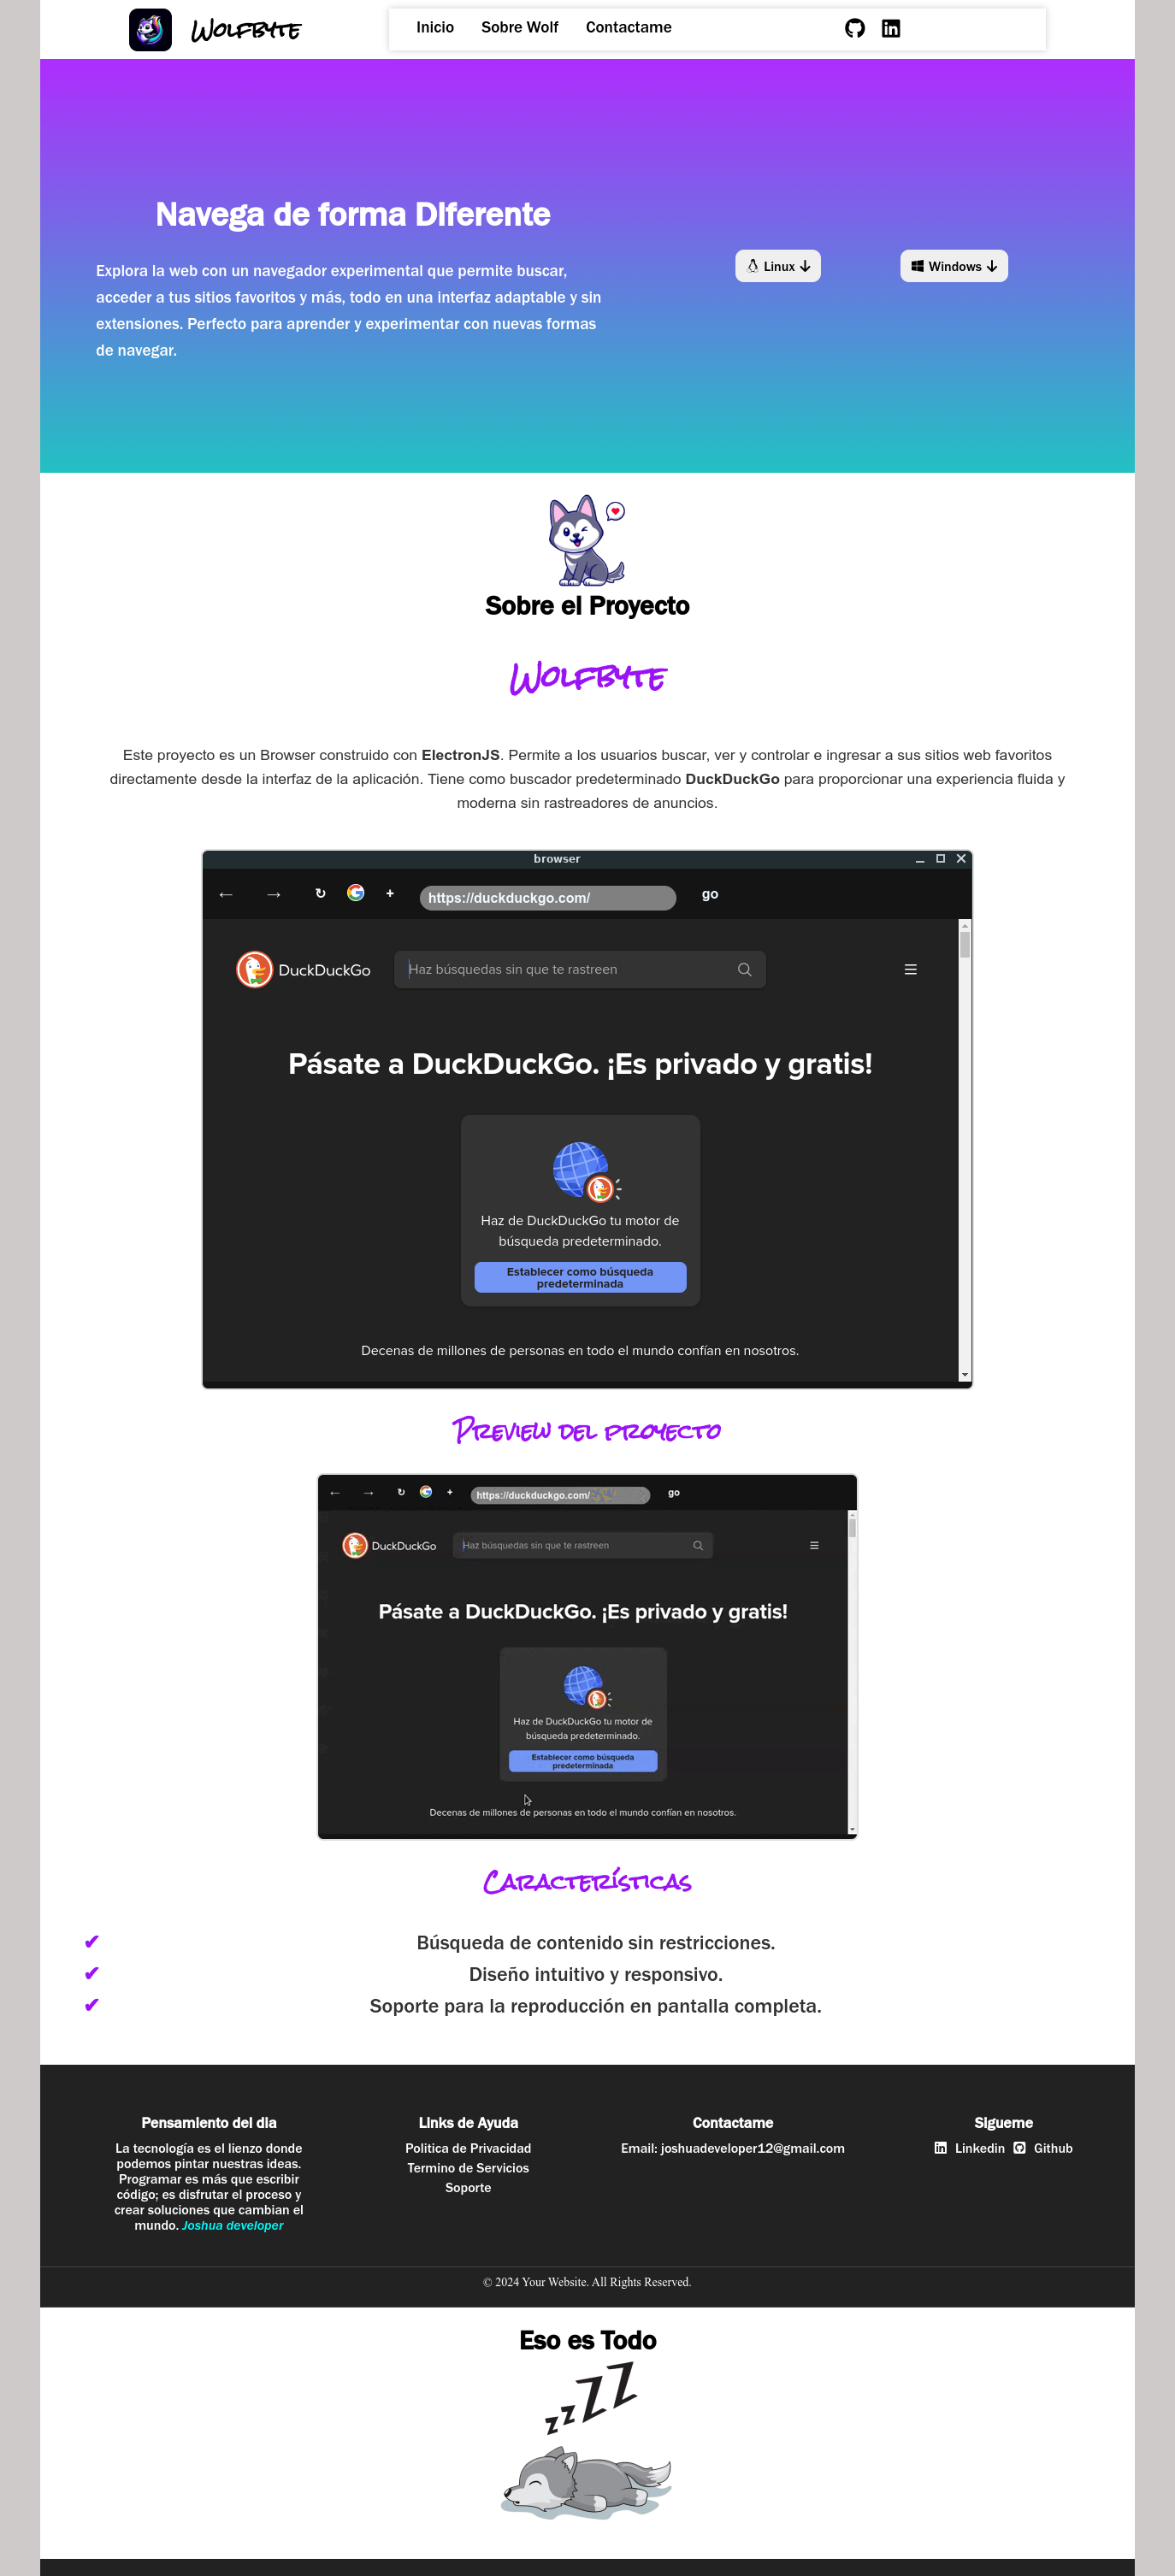 Wolfbyte
Inicio Sobre Wolf Contactame
Navega de forma Diferente
Explora la web con un navegador experimental que permite buscar,
acceder a tus sitios favoritos y más, todo en una interfaz adaptable y sin
extensiones. Perfecto para aprender y experimentar con nuevas formas
de navegar.
Linux
Windows
Sobre el Proyecto
Wolfbyte
Este proyecto es un Browser construido con ElectronJS. Permite a los usuarios buscar, ver y controlar e ingresar a sus sitios web favoritos
directamente desde la interfaz de la aplicación. Tiene como buscador predeterminado DuckDuckGo para proporcionar una experiencia fluida y
moderna sin rastreadores de anuncios.
browser
← → ↻ G + https://duckduckgo.com/ go
DuckDuckGo Haz búsquedas sin que te rastreen
Pásate a DuckDuckGo. ¡Es privado y gratis!
Haz de DuckDuckGo tu motor de
búsqueda predeterminado.
Establecer como búsqueda
predeterminada
Decenas de millones de personas en todo el mundo confían en nosotros.
Preview del proyecto
← → ↻ G + https://duckduckgo.com/ go
DuckDuckGo Haz búsquedas sin que te rastreen
Pásate a DuckDuckGo. ¡Es privado y gratis!
Haz de DuckDuckGo tu motor de
búsqueda predeterminado.
Establecer como búsqueda
predeterminada
Decenas de millones de personas en todo el mundo confían en nosotros.
Características
✔ Búsqueda de contenido sin restricciones.
✔ Diseño intuitivo y responsivo.
✔ Soporte para la reproducción en pantalla completa.
Pensamiento del dia
La tecnología es el lienzo donde
podemos pintar nuestras ideas.
Programar es más que escribir
código; es disfrutar el proceso y
crear soluciones que cambian el
mundo. Joshua developer
Links de Ayuda
Politica de Privacidad
Termino de Servicios
Soporte
Contactame
Email: joshuadeveloper12@gmail.com
Sigueme
Linkedin Github
© 2024 Your Website. All Rights Reserved.
Eso es Todo
zzZZ